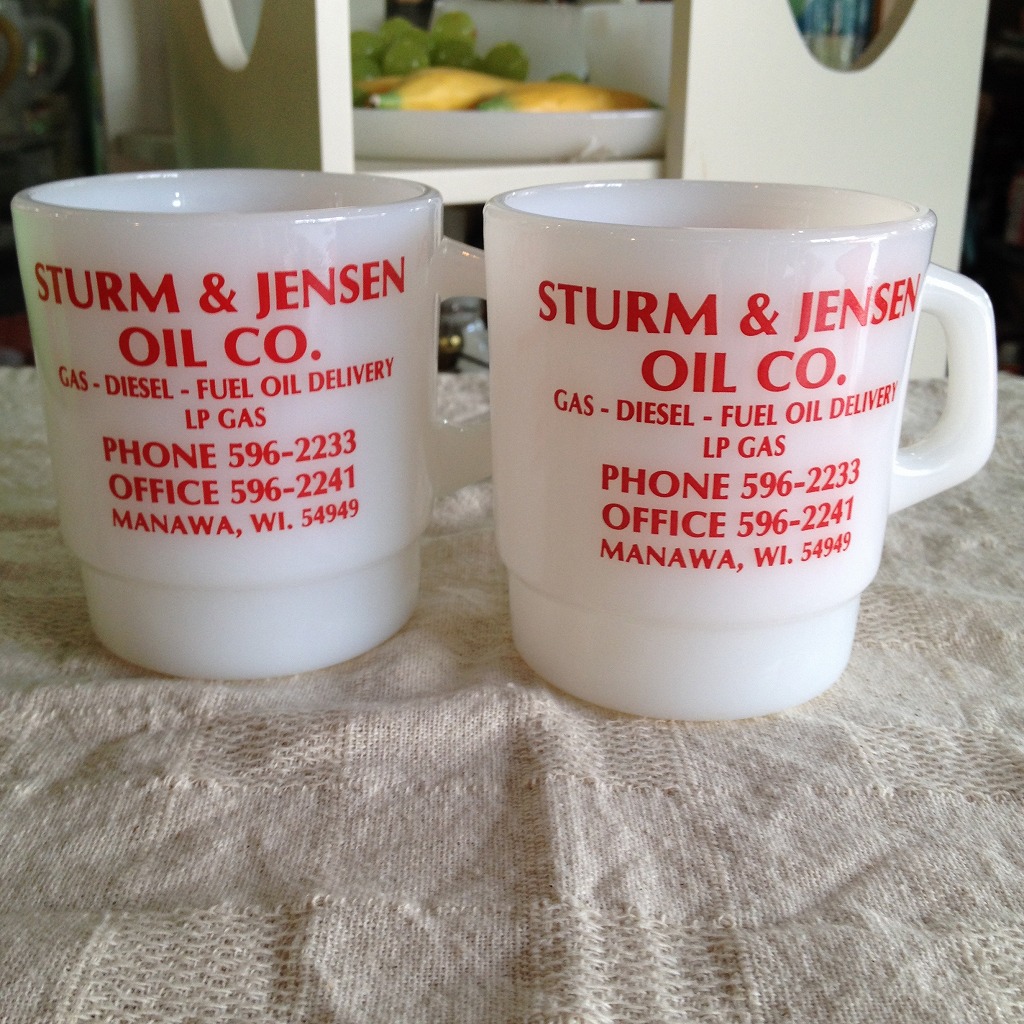 STURM & JENSEN
OIL CO.
GAS - DIESEL - FUEL OIL DELIVERY
LP GAS
PHONE 596-2233
OFFICE 596-2241
MANAWA, WI. 54949
STURM & JENSEN
OIL CO.
GAS - DIESEL - FUEL OIL DELIVERY
LP GAS
PHONE 596-2233
OFFICE 596-2241
MANAWA, WI. 54949